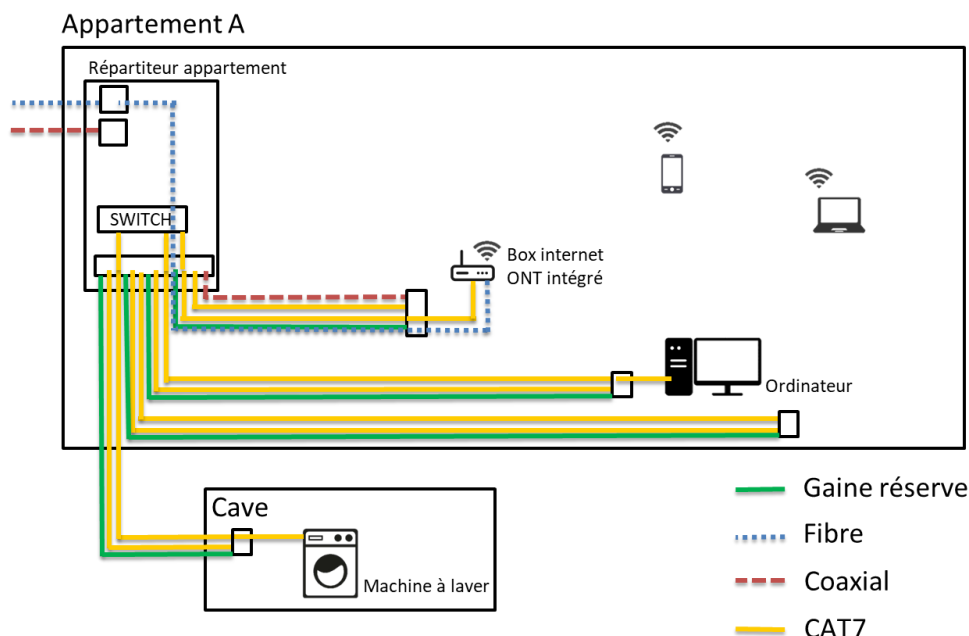 Appartement A
Répartiteur appartement
SWITCH
Box internet
ONT intégré
Ordinateur
Cave
Machine à laver
Gaine réserve
Fibre
Coaxial
CAT7